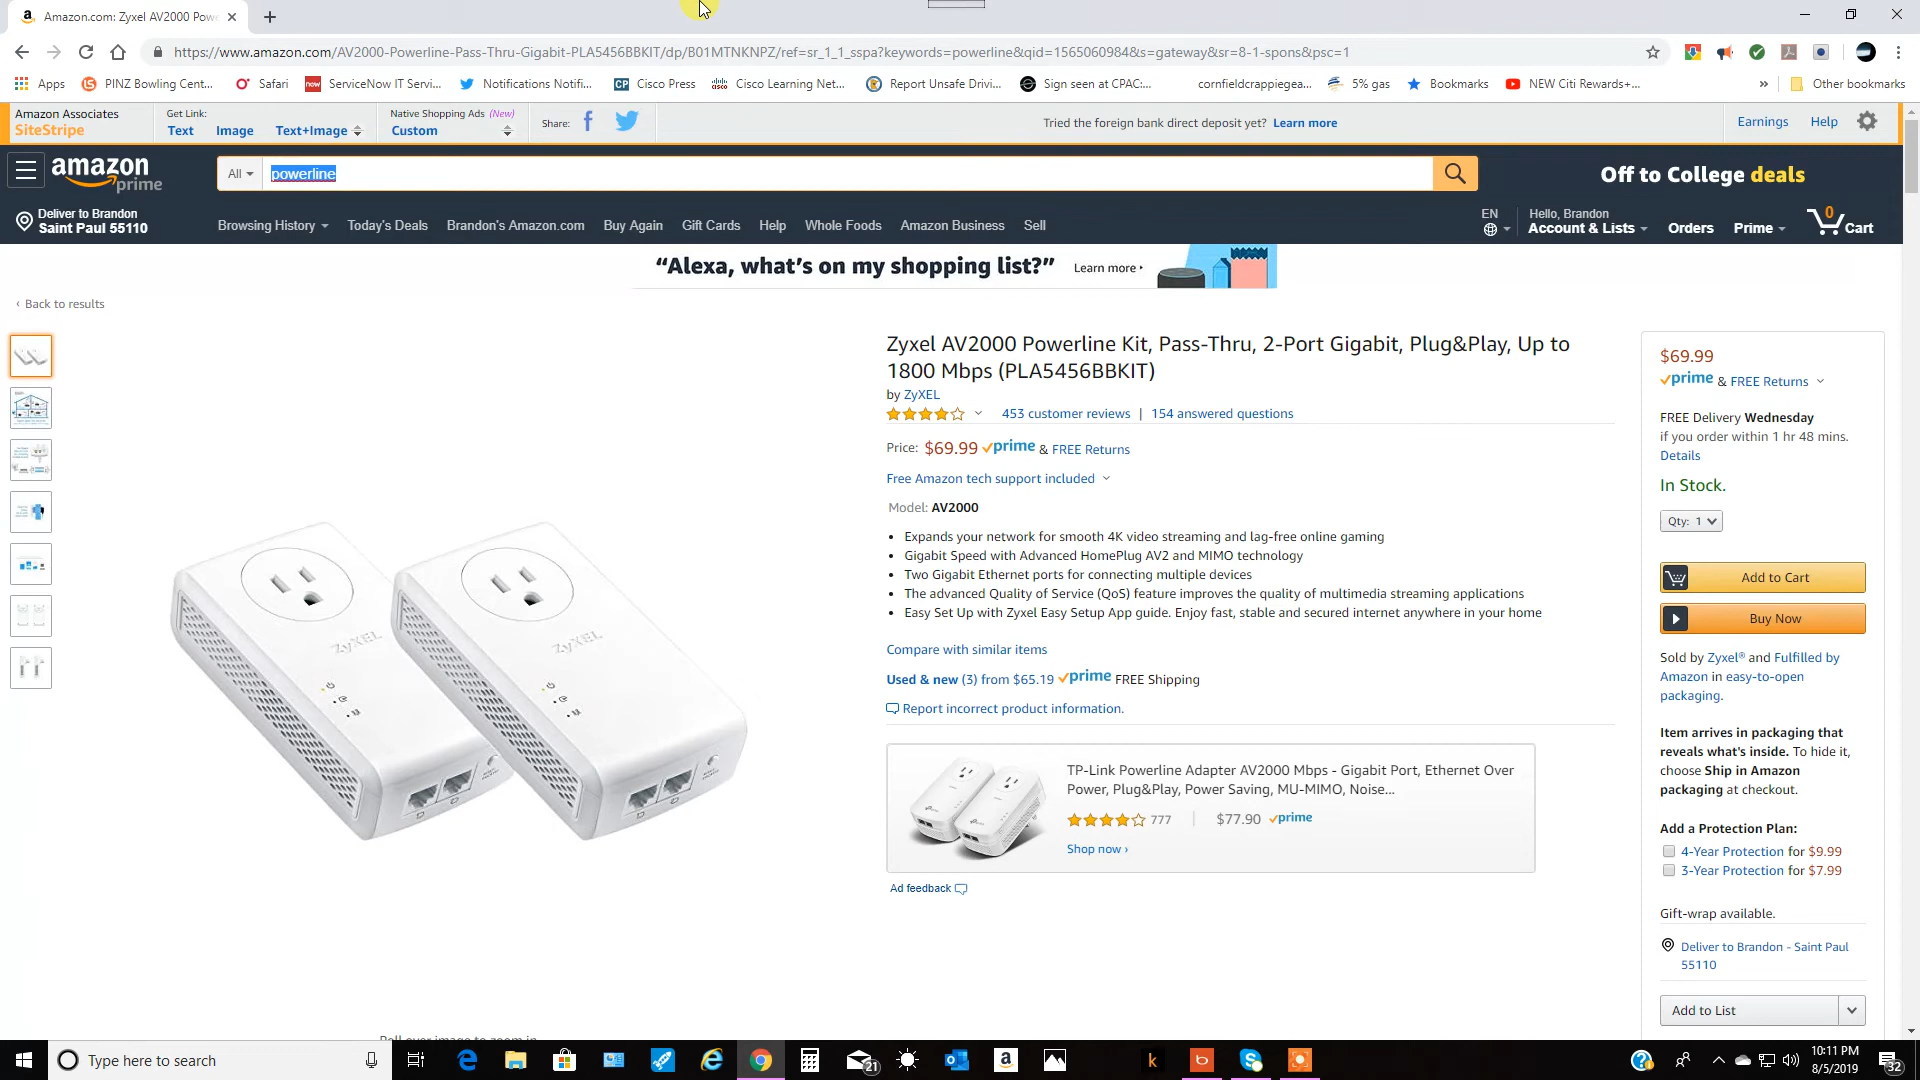 Amazon.com: Zyxel AV2000 Pow
https://www.amazon.com/AV2000-Powerline-Pass-Thru-Gigabit-PLA5456BBKIT/dp/B01MTNKNPZ/ref=sr_1_1_sspa?keywords=powerline&qid=1565060984&s=gateway&sr=8-1-spons&psc=1
Apps PINZ Bowling Cent... Safari ServiceNow IT Servi... Notifications Notifi... Cisco Press Cisco Learning Net... Report Unsafe Drivi... Sign seen at CPAC:... cornfieldcrappiegea... 5% gas Bookmarks NEW Citi Rewards+... » Other bookmarks
Amazon Associates
SiteStripe
Get Link:
Text Image Text+Image
Native Shopping Ads (New)
Custom
Share:
Tried the foreign bank direct deposit yet? Learn more
Earnings Help
amazon
prime
All powerline
Off to College deals
Deliver to Brandon
Saint Paul 55110
Browsing History Today's Deals Brandon's Amazon.com Buy Again Gift Cards Help Whole Foods Amazon Business Sell
EN
Hello, Brandon
Account & Lists Orders Prime
0
Cart
“Alexa, what’s on my shopping list?” Learn more
‹ Back to results
Zyxel AV2000 Powerline Kit, Pass-Thru, 2-Port Gigabit, Plug&Play, Up to
1800 Mbps (PLA5456BBKIT)
by ZyXEL
453 customer reviews | 154 answered questions
Price: $69.99 prime & FREE Returns
Free Amazon tech support included
Model: AV2000
• Expands your network for smooth 4K video streaming and lag-free online gaming
• Gigabit Speed with Advanced HomePlug AV2 and MIMO technology
• Two Gigabit Ethernet ports for connecting multiple devices
• The advanced Quality of Service (QoS) feature improves the quality of multimedia streaming applications
• Easy Set Up with Zyxel Easy Setup App guide. Enjoy fast, stable and secured internet anywhere in your home
Compare with similar items
Used & new (3) from $65.19 prime FREE Shipping
Report incorrect product information.
TP-Link Powerline Adapter AV2000 Mbps - Gigabit Port, Ethernet Over
Power, Plug&Play, Power Saving, MU-MIMO, Noise...
777 | $77.90 prime
Shop now ›
Ad feedback
ZyXEL
ZyXEL
$69.99
prime & FREE Returns
FREE Delivery Wednesday
if you order within 1 hr 48 mins.
Details
In Stock.
Qty: 1
Add to Cart
Buy Now
Sold by Zyxel® and Fulfilled by
Amazon in easy-to-open
packaging.
Item arrives in packaging that
reveals what's inside. To hide it,
choose Ship in Amazon
packaging at checkout.
Add a Protection Plan:
4-Year Protection for $9.99
3-Year Protection for $7.99
Gift-wrap available.
Deliver to Brandon - Saint Paul
55110
Add to List
Type here to search
21
10:11 PM
8/5/2019
32